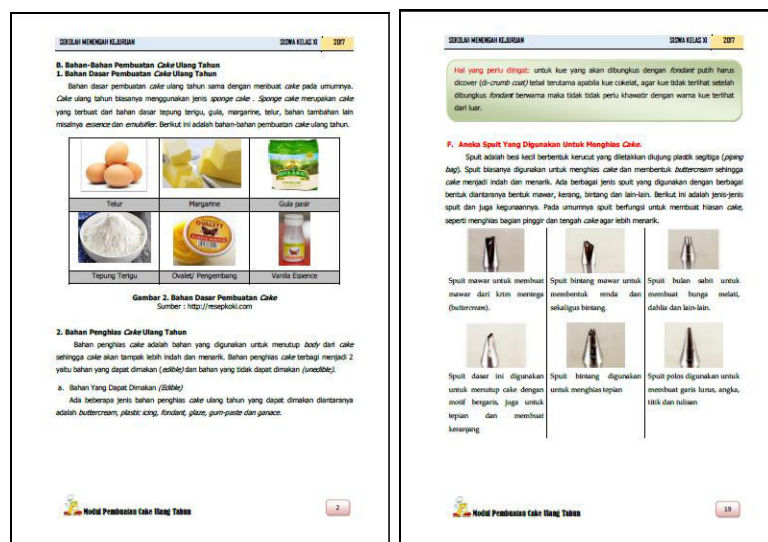 SEKOLAH MENENGAH KEJURUAN SISWA KELAS XI 2017
B. Bahan-Bahan Pembuatan Cake Ulang Tahun
1. Bahan Dasar Pembuatan Cake Ulang Tahun
Bahan dasar pembuatan cake ulang tahun sama dengan menbuat cake pada umumnya.
Cake ulang tahun biasanya menggunakan jenis sponge cake . Sponge cake merupakan cake
yang terbuat dari bahan dasar tepung terigu, gula, margarine, telur, bahan tambahan lain
misalnya essence dan emulsifier. Berikut ini adalah bahan-bahan pembuatan cake ulang tahun.
Telur Margarine Gula pasir
OVALETT
Tepung Terigu Ovalet/ Pengembang Vanila Essence
Gambar 2. Bahan Dasar Pembuatan Cake
Sumber : http://resepkoki.com
2. Bahan Penghias Cake Ulang Tahun
Bahan penghias cake adalah bahan yang digunakan untuk menutup body dari cake
sehingga cake akan tampak lebih indah dan menarik. Bahan penghias cake terbagi menjadi 2
yaitu bahan yang dapat dimakan (edible) dan bahan yang tidak dapat dimakan (unedible).
a. Bahan Yang Dapat Dimakan (Edible)
Ada beberapa jenis bahan penghias cake ulang tahun yang dapat dimakan diantaranya
adalah buttercream, plastic icing, fondant, glaze, gum-paste dan ganace.
Modul Pembuatan Cake Ulang Tahun 2
SEKOLAH MENENGAH KEJURUAN SISWA KELAS XI 2017
Hal yang perlu diingat: untuk kue yang akan dibungkus dengan fondant putih harus
dicover (di-crumb coat) tebal terutama apabila kue cokelat, agar kue tidak terlihat setelah
dibungkus fondant berwarna maka tidak tidak perlu khawatir dengan warna kue terlihat
dari luar.
F. Aneka Spuit Yang Digunakan Untuk Menghias Cake.
Spuit adalah besi kecil berbentuk kerucut yang diletakkan diujung plastik segitiga (piping
bag). Spuit biasanya digunakan untuk menghias cake dan membentuk buttercream sehingga
cake menjadi indah dan menarik. Ada berbagai jenis spuit yang digunakan dengan berbagai
bentuk diantaranya bentuk mawar, kerang, bintang dan lain-lain. Berikut ini adalah jenis-jenis
spuit dan juga kegunaannya. Pada umumnya spuit berfungsi untuk membuat hiasan cake,
seperti menghias bagian pinggir dan tengah cake agar lebih menarik.
Spuit mawar untuk membuat
mawar dari krim mentega
(buttercream).
Spuit bintang mawar untuk
membentuk renda dan
sekaligus bintang.
Spuit bulan sabit untuk
membuat bunga melati,
dahlia dan lain-lain.
Spuit dasar ini digunakan
untuk menutup cake dengan
motif bergaris, juga untuk
tepian dan membuat
keranjang
Spuit bintang digunakan
untuk menghias tepian
Spuit polos digunakan untuk
membuat garis lurus, angka,
titik dan tulisan
Modul Pembuatan Cake Ulang Tahun 19